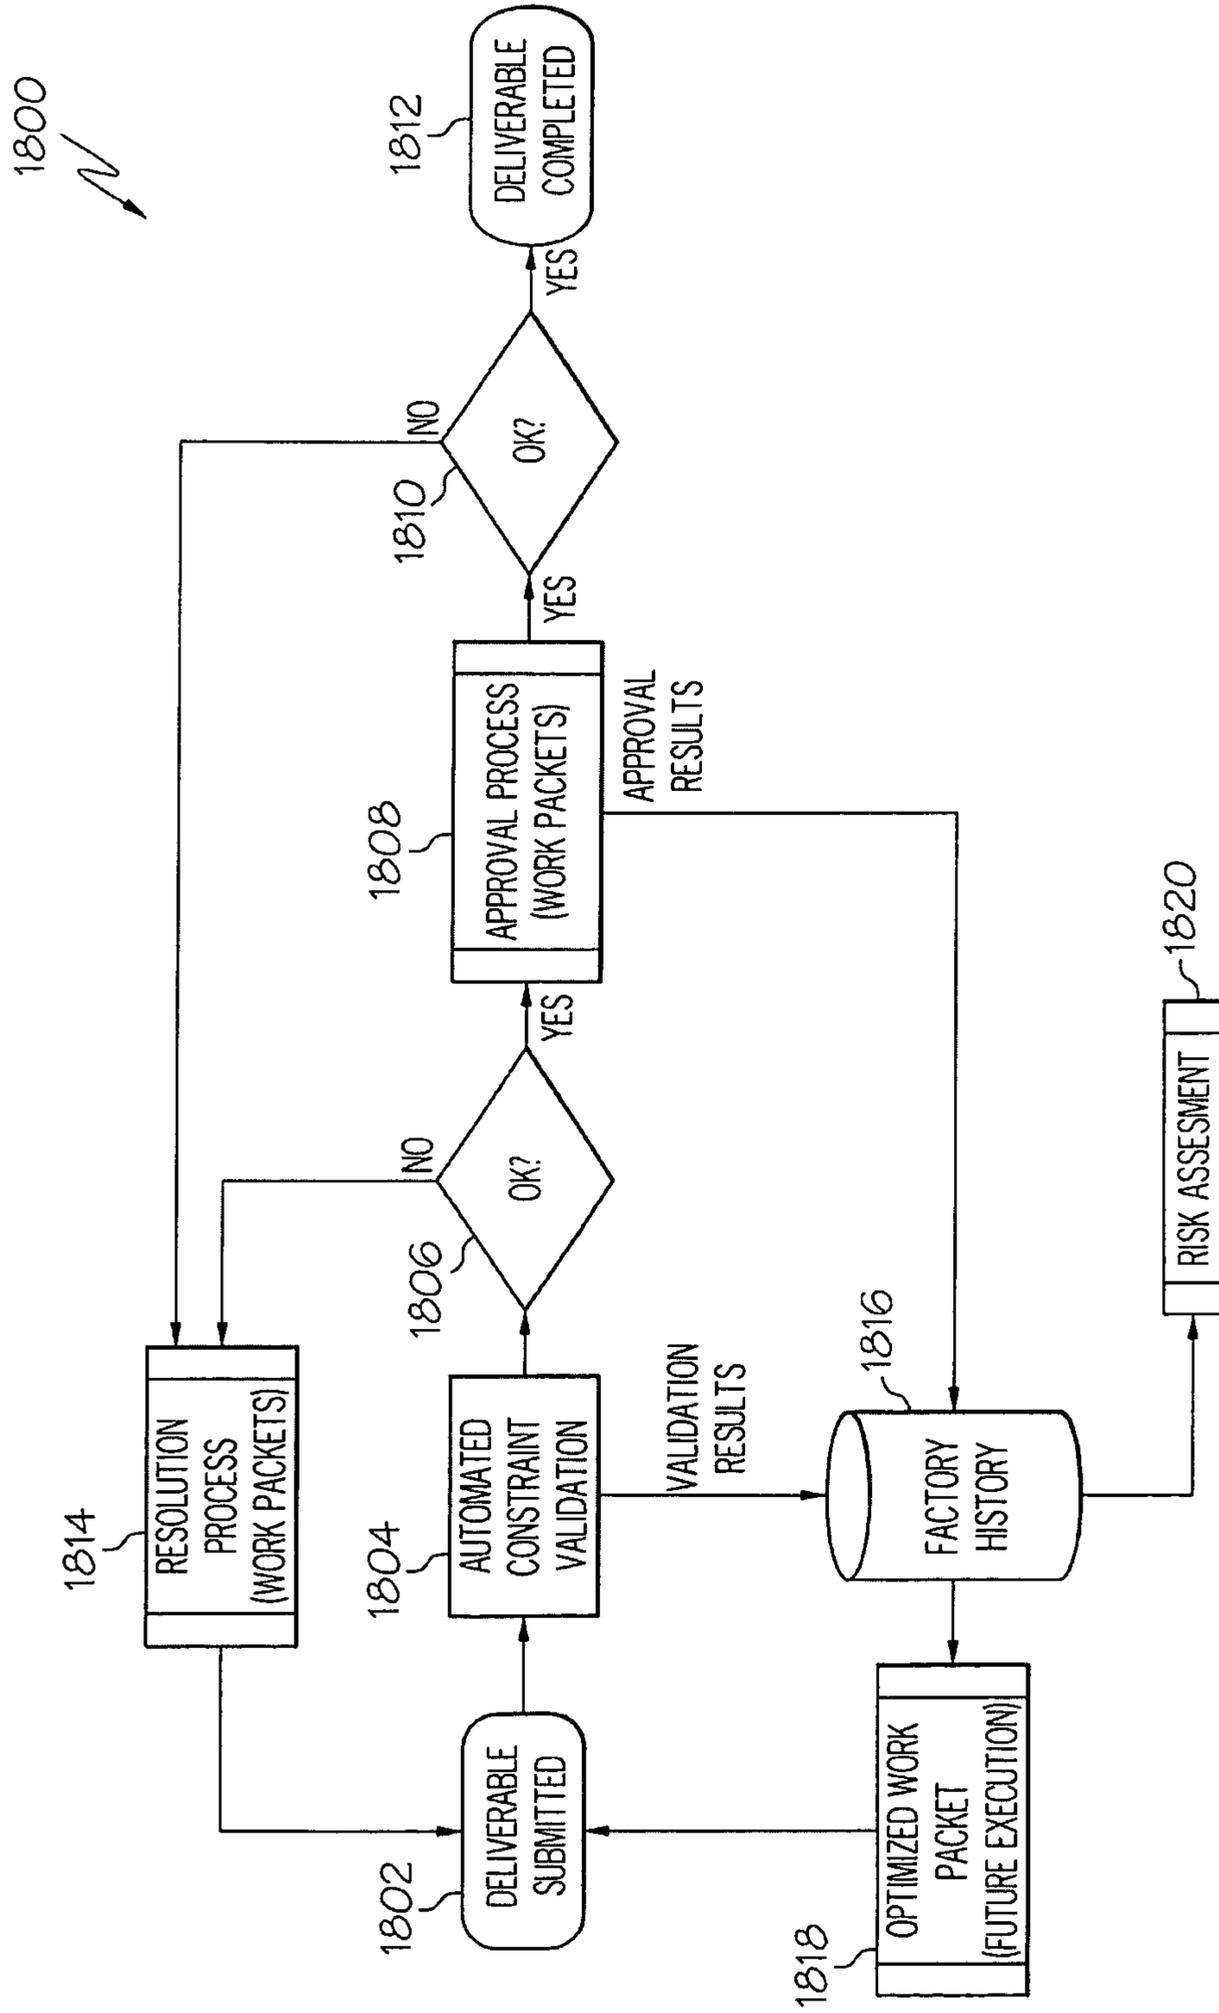 1800
1814
RESOLUTION
PROCESS
(WORK PACKETS)
NO
NO
1802
DELIVERABLE
SUBMITTED
1804
AUTOMATED
CONSTRAINT
VALIDATION
1806
OK?
YES
1808
APPROVAL PROCESS
(WORK PACKETS)
YES
1810
OK?
YES
1812
DELIVERABLE
COMPLETED
VALIDATION
RESULTS
APPROVAL
RESULTS
1818
OPTIMIZED WORK
PACKET
(FUTURE EXECUTION)
1816
FACTORY
HISTORY
RISK ASSESMENT
1820